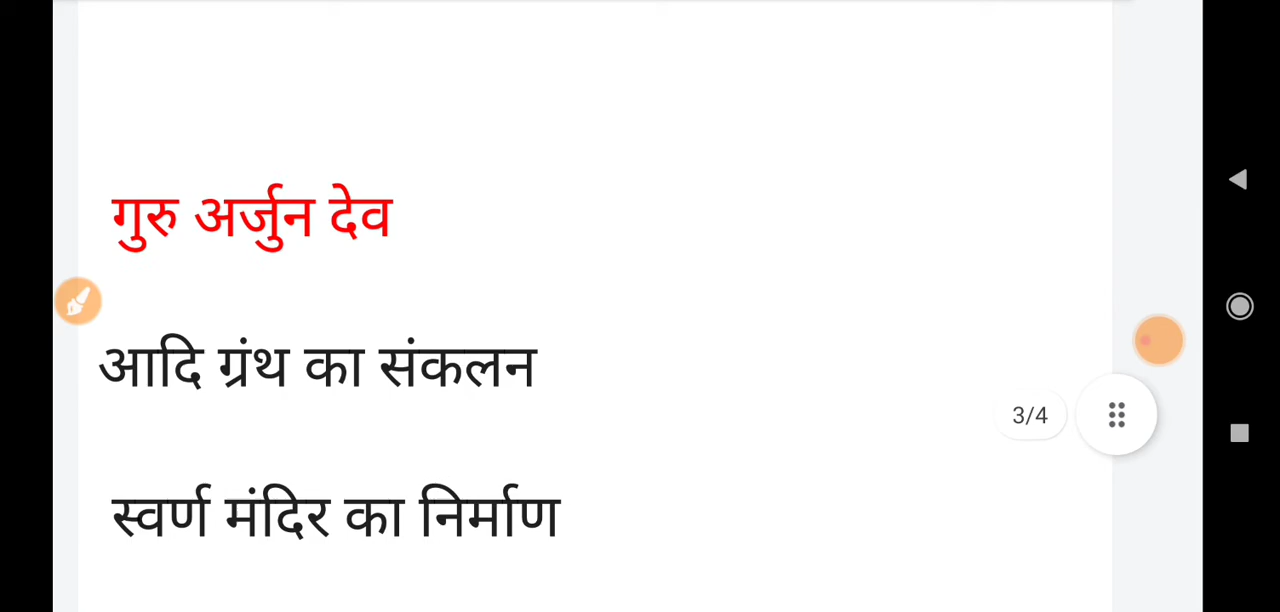 गुरु अर्जुन देव
आदि ग्रंथ का संकलन
3/4
स्वर्ण मंदिर का निर्माण